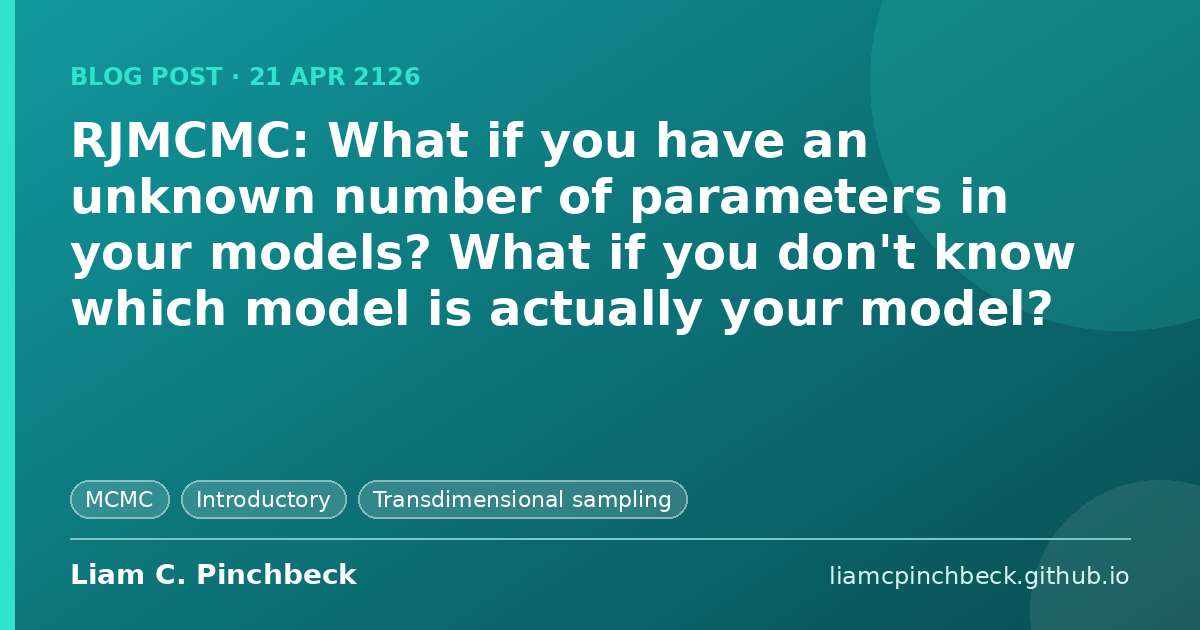 BLOG POST · 21 APR 2126
RJMCMC: What if you have an
unknown number of parameters in
your models? What if you don't know
which model is actually your model?
MCMC
Introductory
Transdimensional sampling
Liam C. Pinchbeck
liamcpinchbeck.github.io